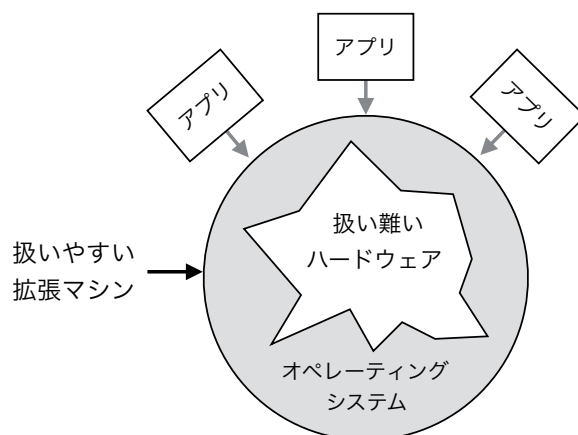 アプリ
アプリ
アプリ
扱いやすい
拡張マシン
扱い難い
ハードウェア
オペレーティング
システム